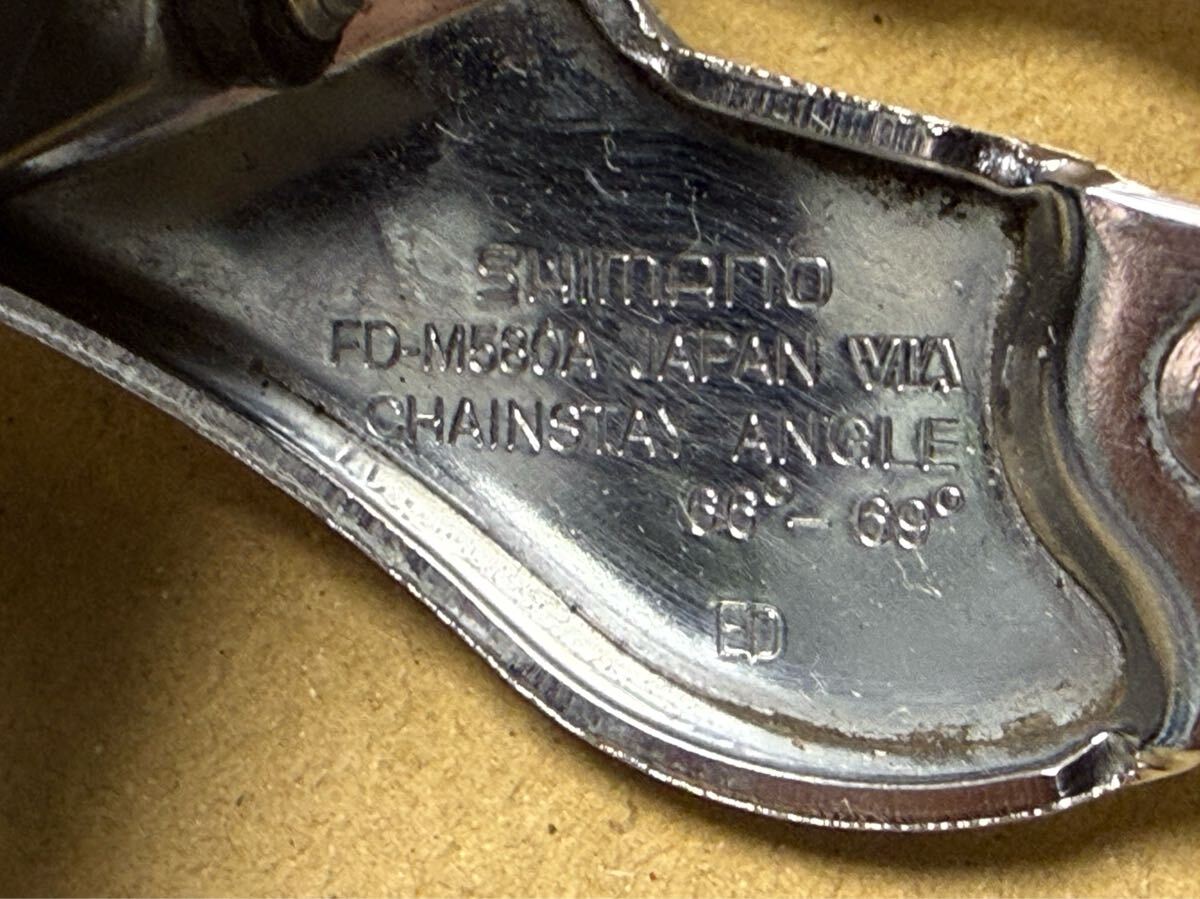 SHIMANO
FD-M580A JAPAN VIA
CHAINSTAY ANGLE
66°- 69°
ED